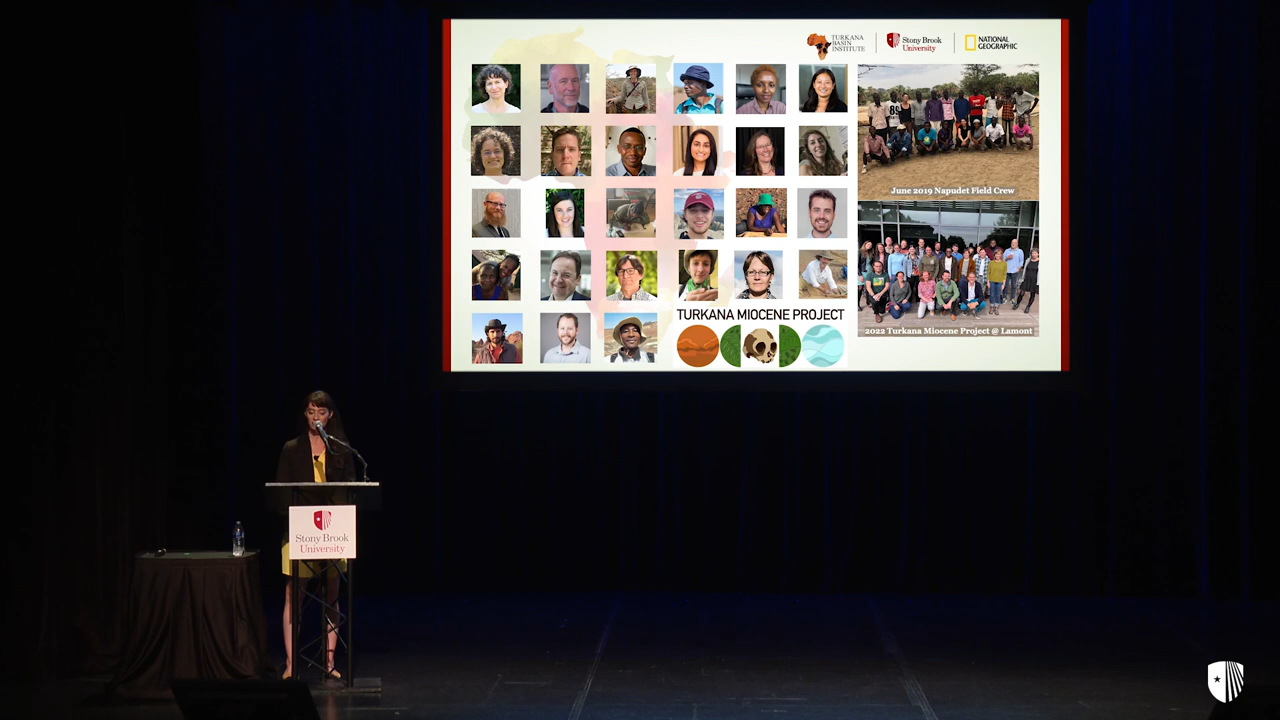 TURKANA
BASIN
INSTITUTE
Stony Brook
University
NATIONAL
GEOGRAPHIC
June 2019 Napudet Field Crew
2022 Turkana Miocene Project @ Lamont
TURKANA MIOCENE PROJECT
Stony Brook
University